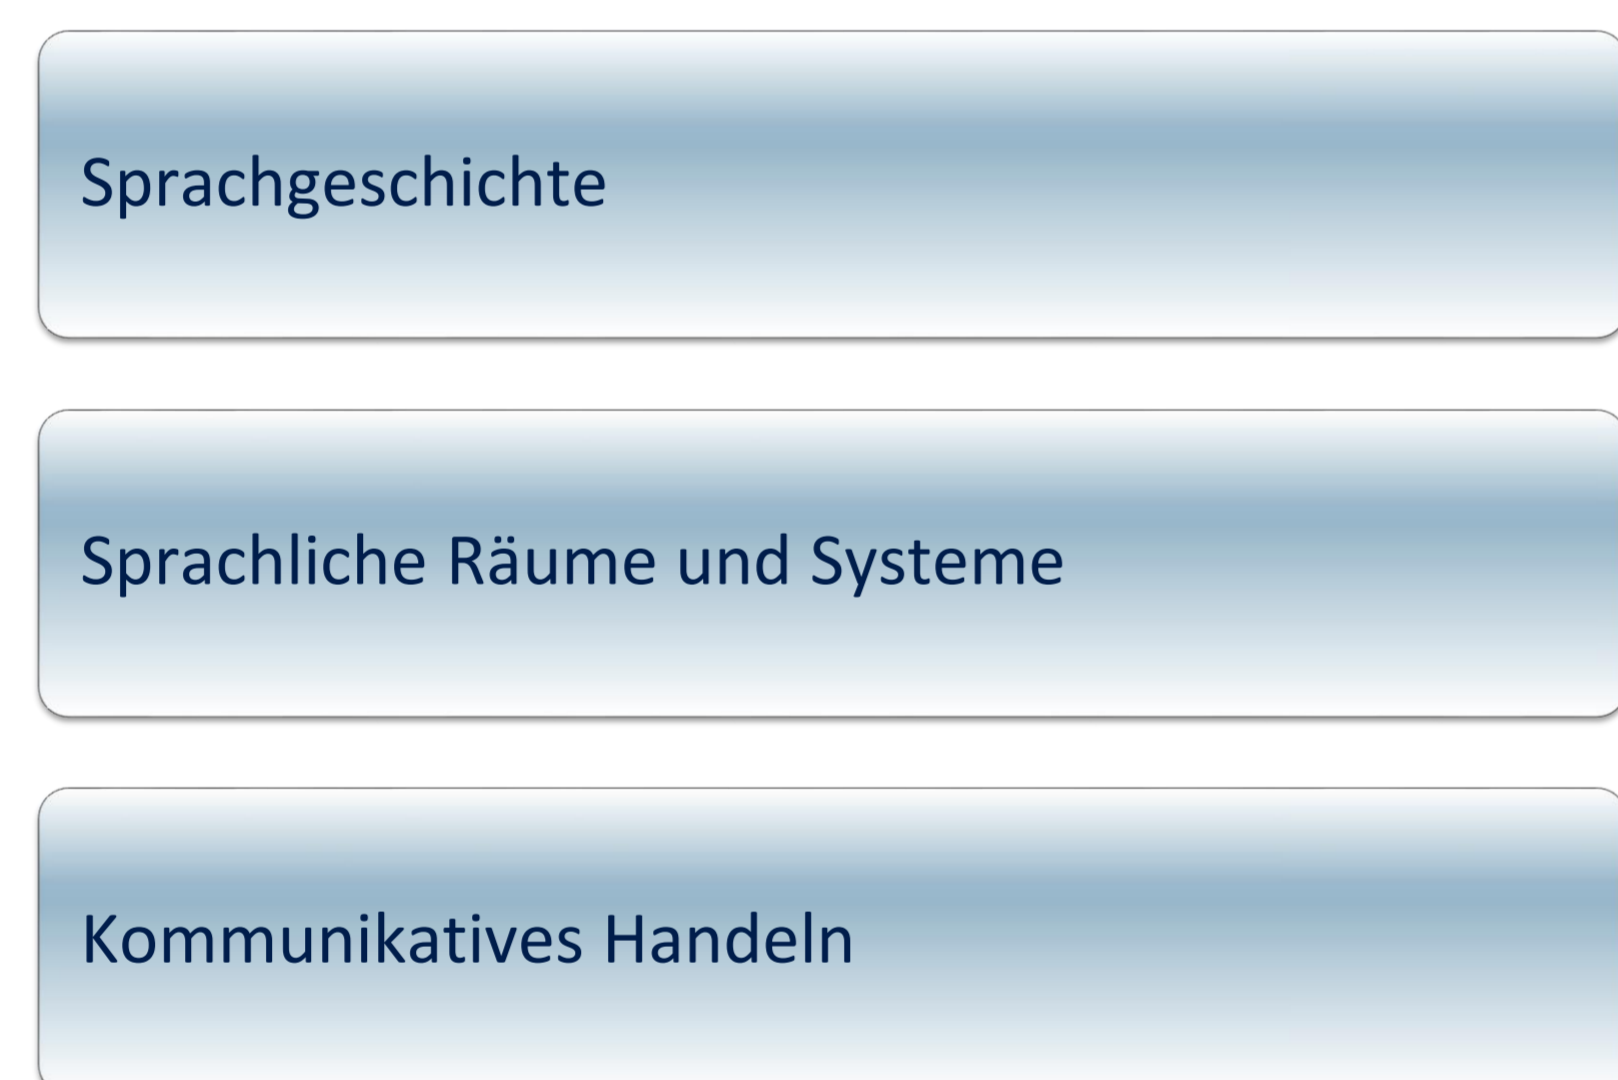 Sprachgeschichte
Sprachliche Räume und Systeme
Kommunikatives Handeln